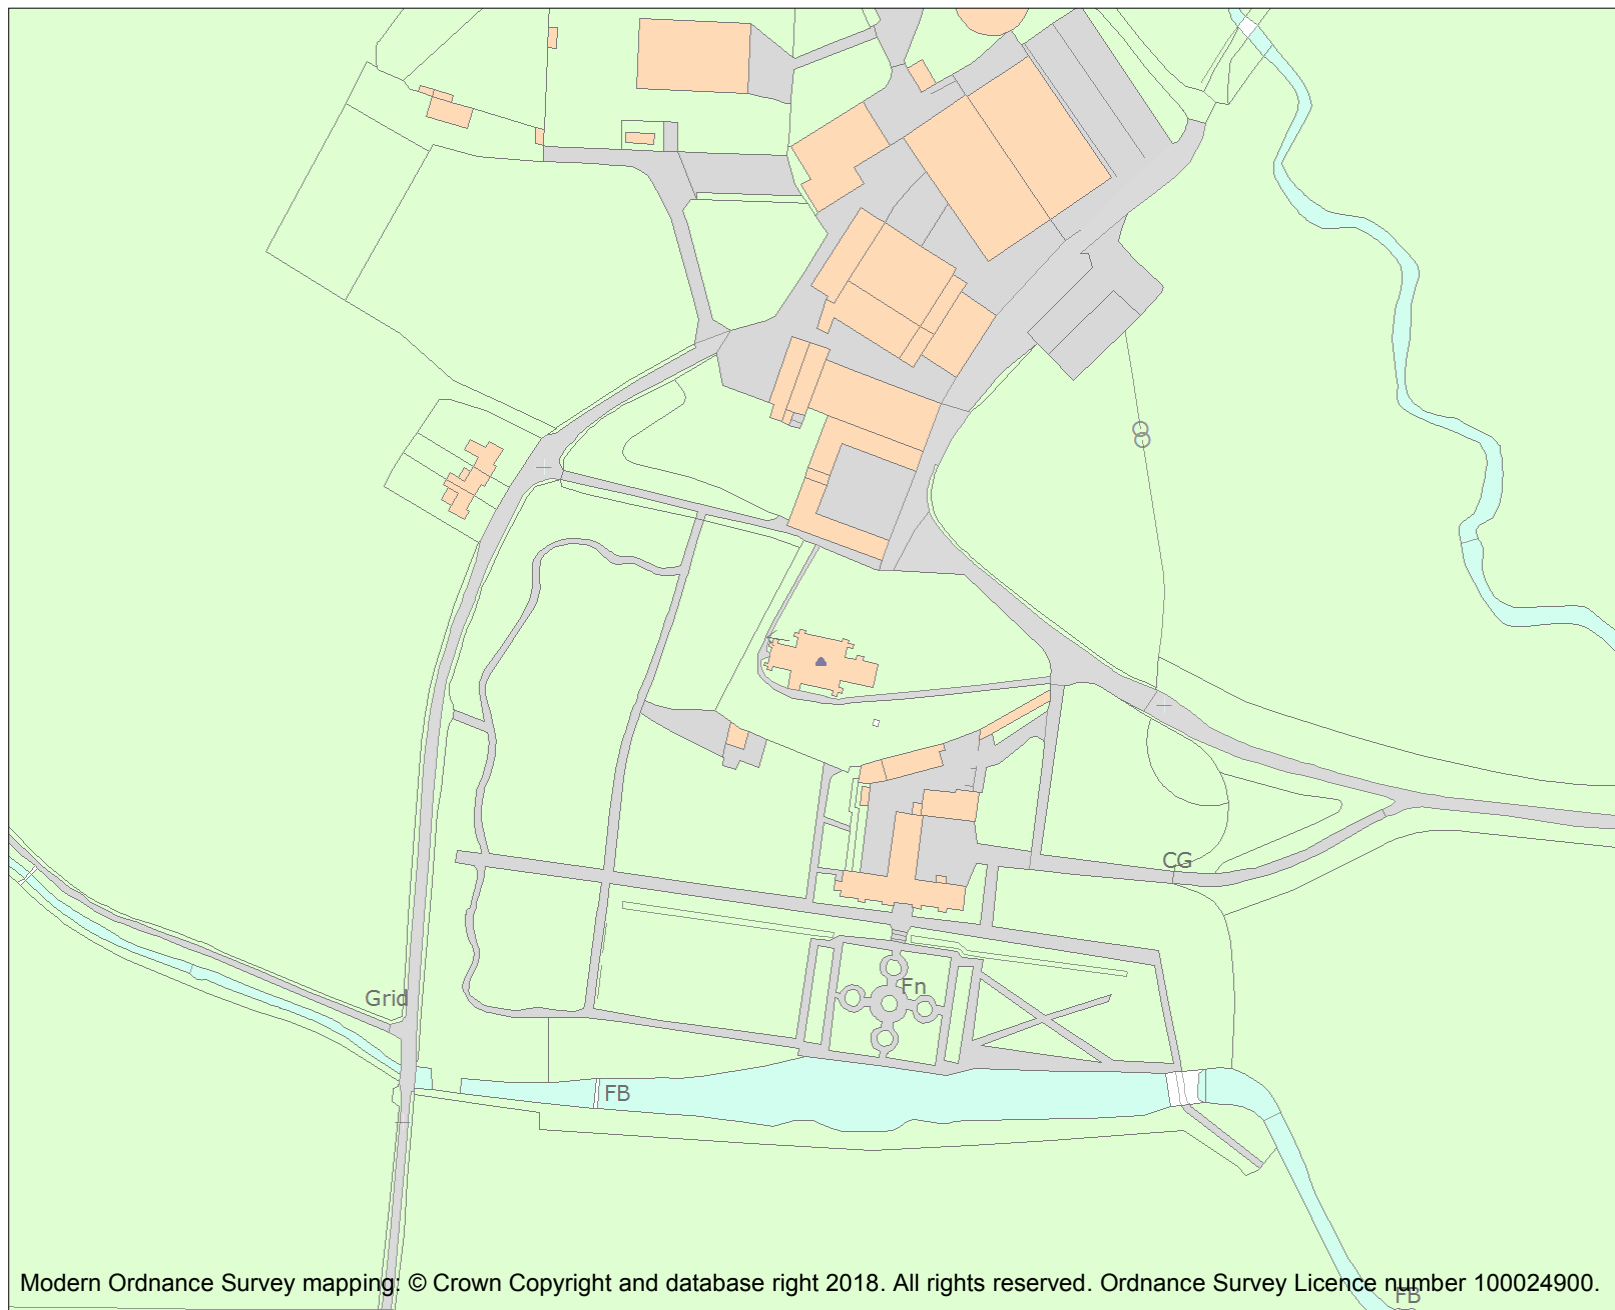 CG
Fn
Grid
FB
Modern Ordnance Survey mapping: © Crown Copyright and database right 2018. All rights reserved. Ordnance Survey Licence number 100024900.
FB